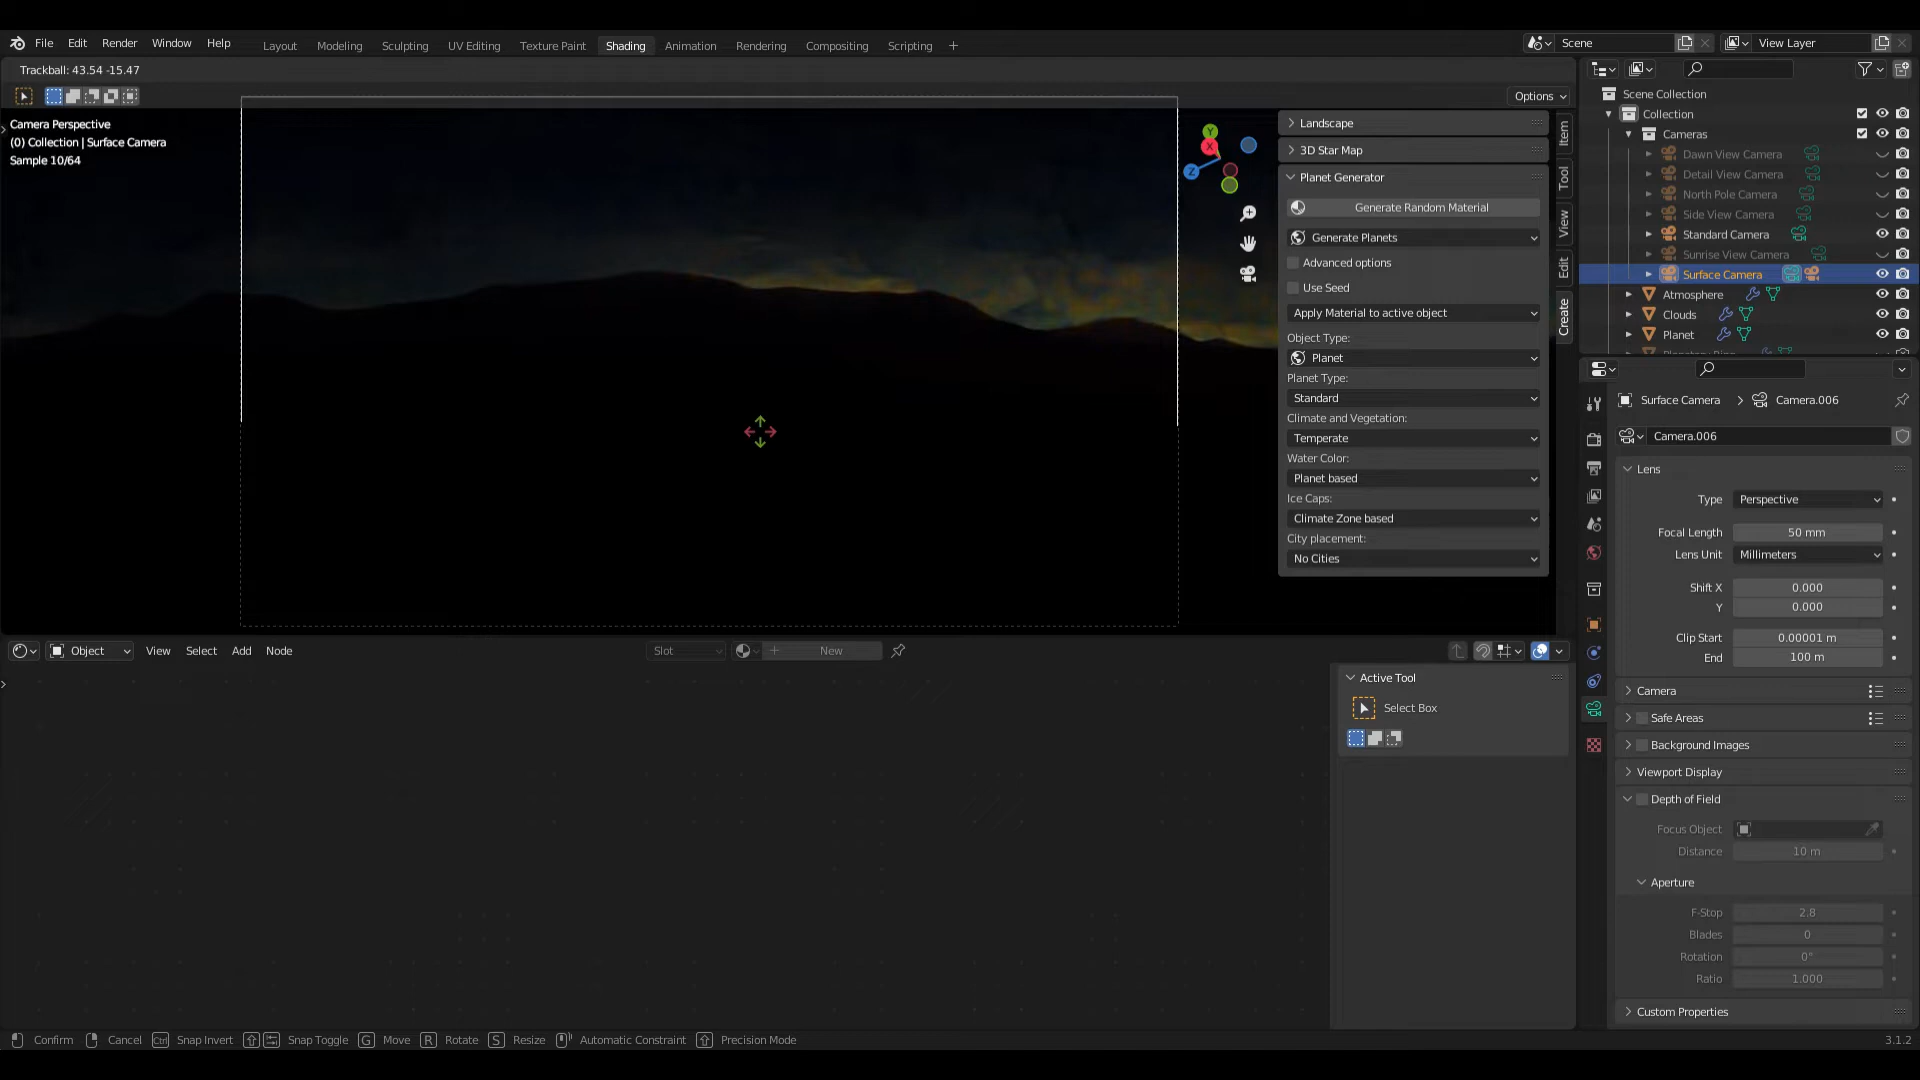 File Edit Render Window Help
Layout Modeling Sculpting UV Editing Texture Paint Shading Animation Rendering Compositing Scripting +
Scene
View Layer
Trackball: 43.54 -15.47
Options
Camera Perspective
(0) Collection | Surface Camera
Sample 10/64
Y
X
Z
Landscape
3D Star Map
Planet Generator
Generate Random Material
Generate Planets
Advanced options
Use Seed
Apply Material to active object
Object Type:
Planet
Planet Type:
Standard
Climate and Vegetation:
Temperate
Water Color:
Planet based
Ice Caps:
Climate Zone based
City placement:
No Cities
Item
Tool
View
Edit
Create
Scene Collection
Collection
Cameras
Dawn View Camera
Detail View Camera
North Pole Camera
Side View Camera
Standard Camera
Sunrise View Camera
Surface Camera
Atmosphere
Clouds
Planet
Surface Camera > Camera.006
Camera.006
Lens
Type Perspective
Focal Length 50 mm
Lens Unit Millimeters
Shift X 0.000
Y 0.000
Clip Start 0.00001 m
End 100 m
Camera
Safe Areas
Background Images
Viewport Display
Depth of Field
Focus Object
Distance 10 m
Aperture
F-Stop 2.8
Blades 0
Rotation 0°
Ratio 1.000
Custom Properties
Object View Select Add Node
Slot
New
Active Tool
Select Box
Confirm Cancel Ctrl Snap Invert Snap Toggle G Move R Rotate S Resize Automatic Constraint Precision Mode
3.1.2